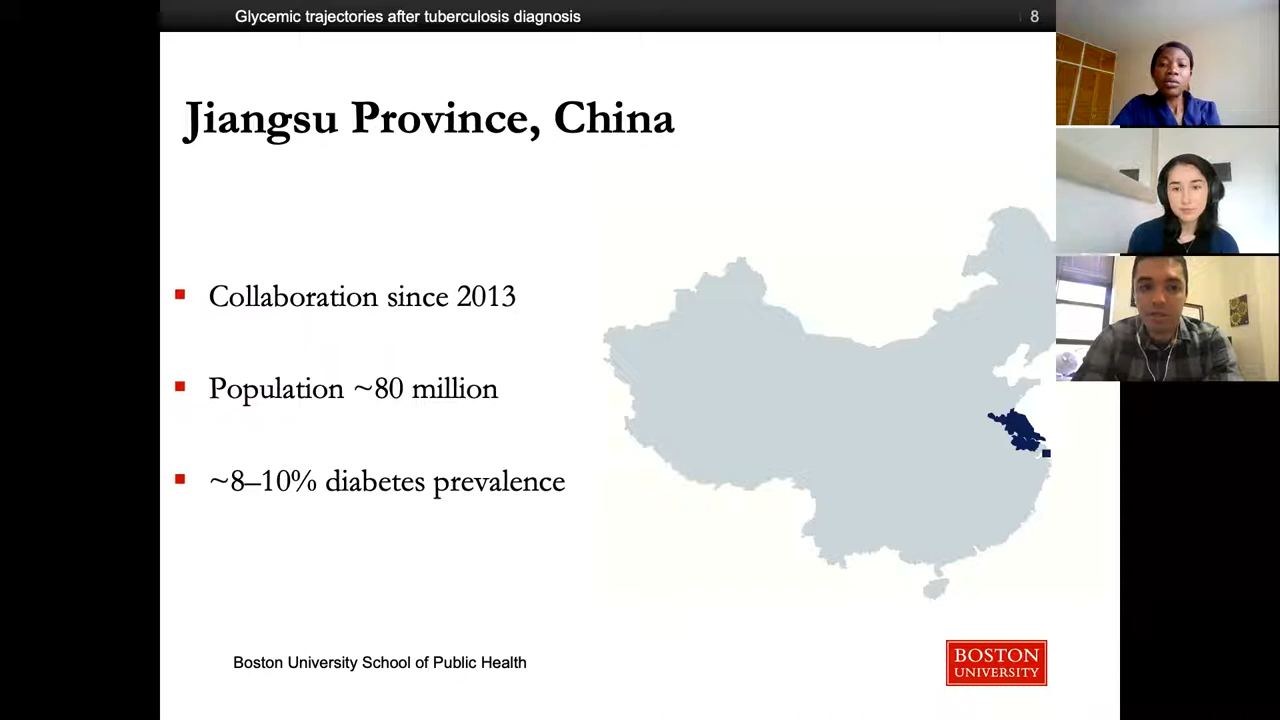 Glycemic trajectories after tuberculosis diagnosis
8
Jiangsu Province, China
Collaboration since 2013
Population ~80 million
~8–10% diabetes prevalence
Boston University School of Public Health
BOSTON
UNIVERSITY